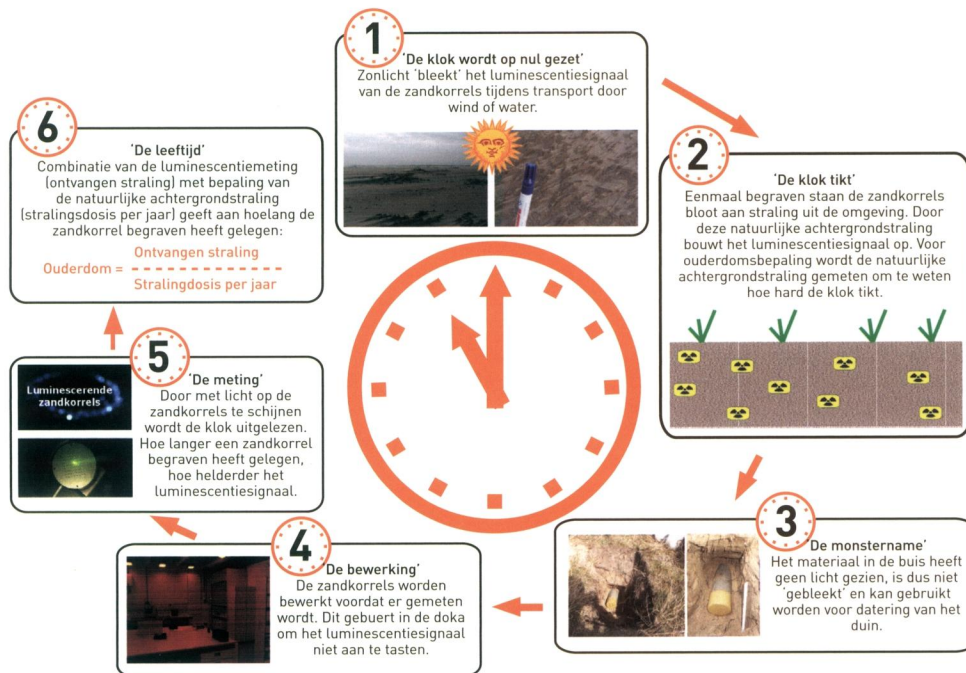 1
'De klok wordt op nul gezet'
Zonlicht 'bleekt' het luminescentiesignaal
van de zandkorrels tijdens transport door
wind of water.
2
'De klok tikt'
Eenmaal begraven staan de zandkorrels
bloot aan straling uit de omgeving. Door
deze natuurlijke achtergrondstraling
bouwt het luminescentiesignaal op. Voor
ouderdomsbepaling wordt de natuurlijke
achtergrondstraling gemeten om te weten
hoe hard de klok tikt.
3
'De monstername'
Het materiaal in de buis heeft
geen licht gezien, is dus niet
'gebleekt' en kan gebruikt
worden voor datering van het
duin.
4
'De bewerking'
De zandkorrels worden
bewerkt voordat er gemeten
wordt. Dit gebuert in de doka
om het luminescentiesignaal
niet aan te tasten.
5
'De meting'
Luminescerende
zandkorrels
Door met licht op de
zandkorrels te schijnen
wordt de klok uitgelezen.
Hoe langer een zandkorrel
begraven heeft gelegen,
hoe helderder het
luminescentiesignaal.
6
'De leeftijd'
Combinatie van de luminescentiemeting
(ontvangen straling) met bepaling van
de natuurlijke achtergrondstraling
(stralingsdosis per jaar) geeft aan hoelang de
zandkorrel begraven heeft gelegen:
Ontvangen straling
Ouderdom =
Stralingdosis per jaar